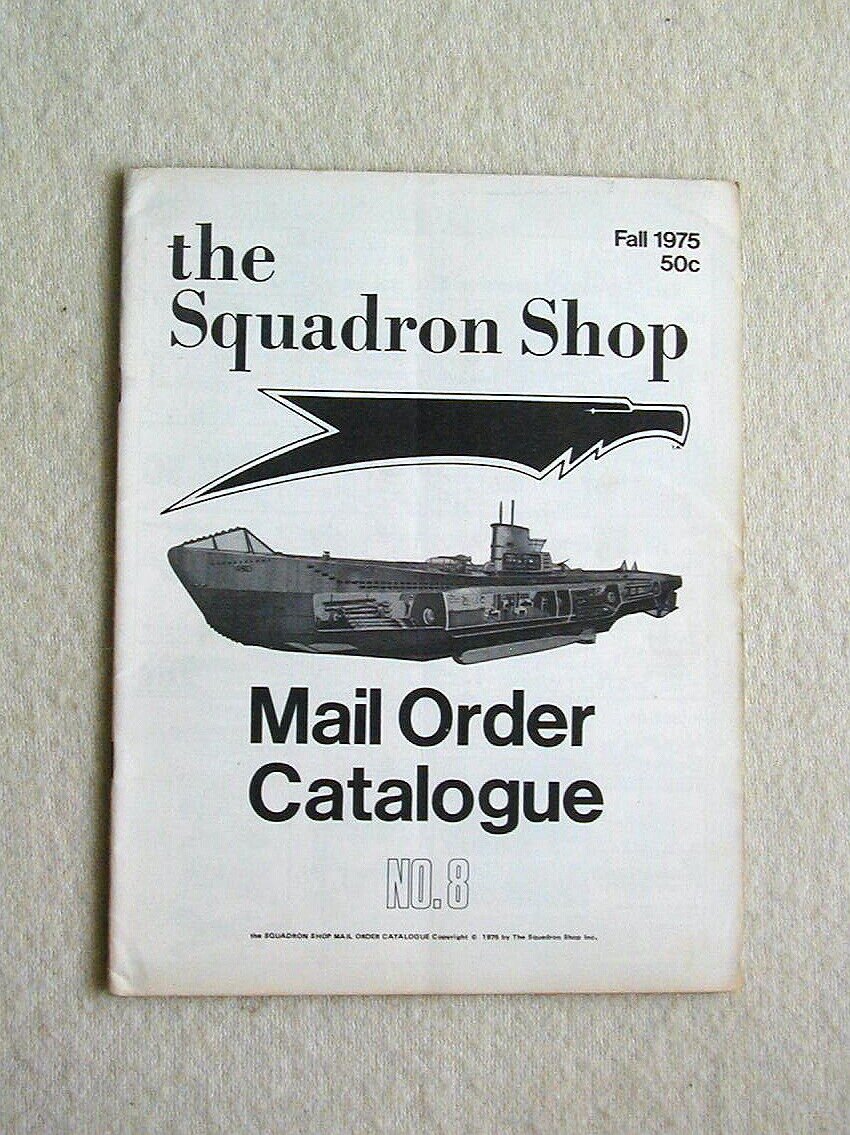 Fall 1975
50c
the
Squadron Shop
Mail Order
Catalogue
NO.8
the SQUADRON SHOP MAIL ORDER CATALOGUE Copyright © 1975 by The Squadron Shop Inc.